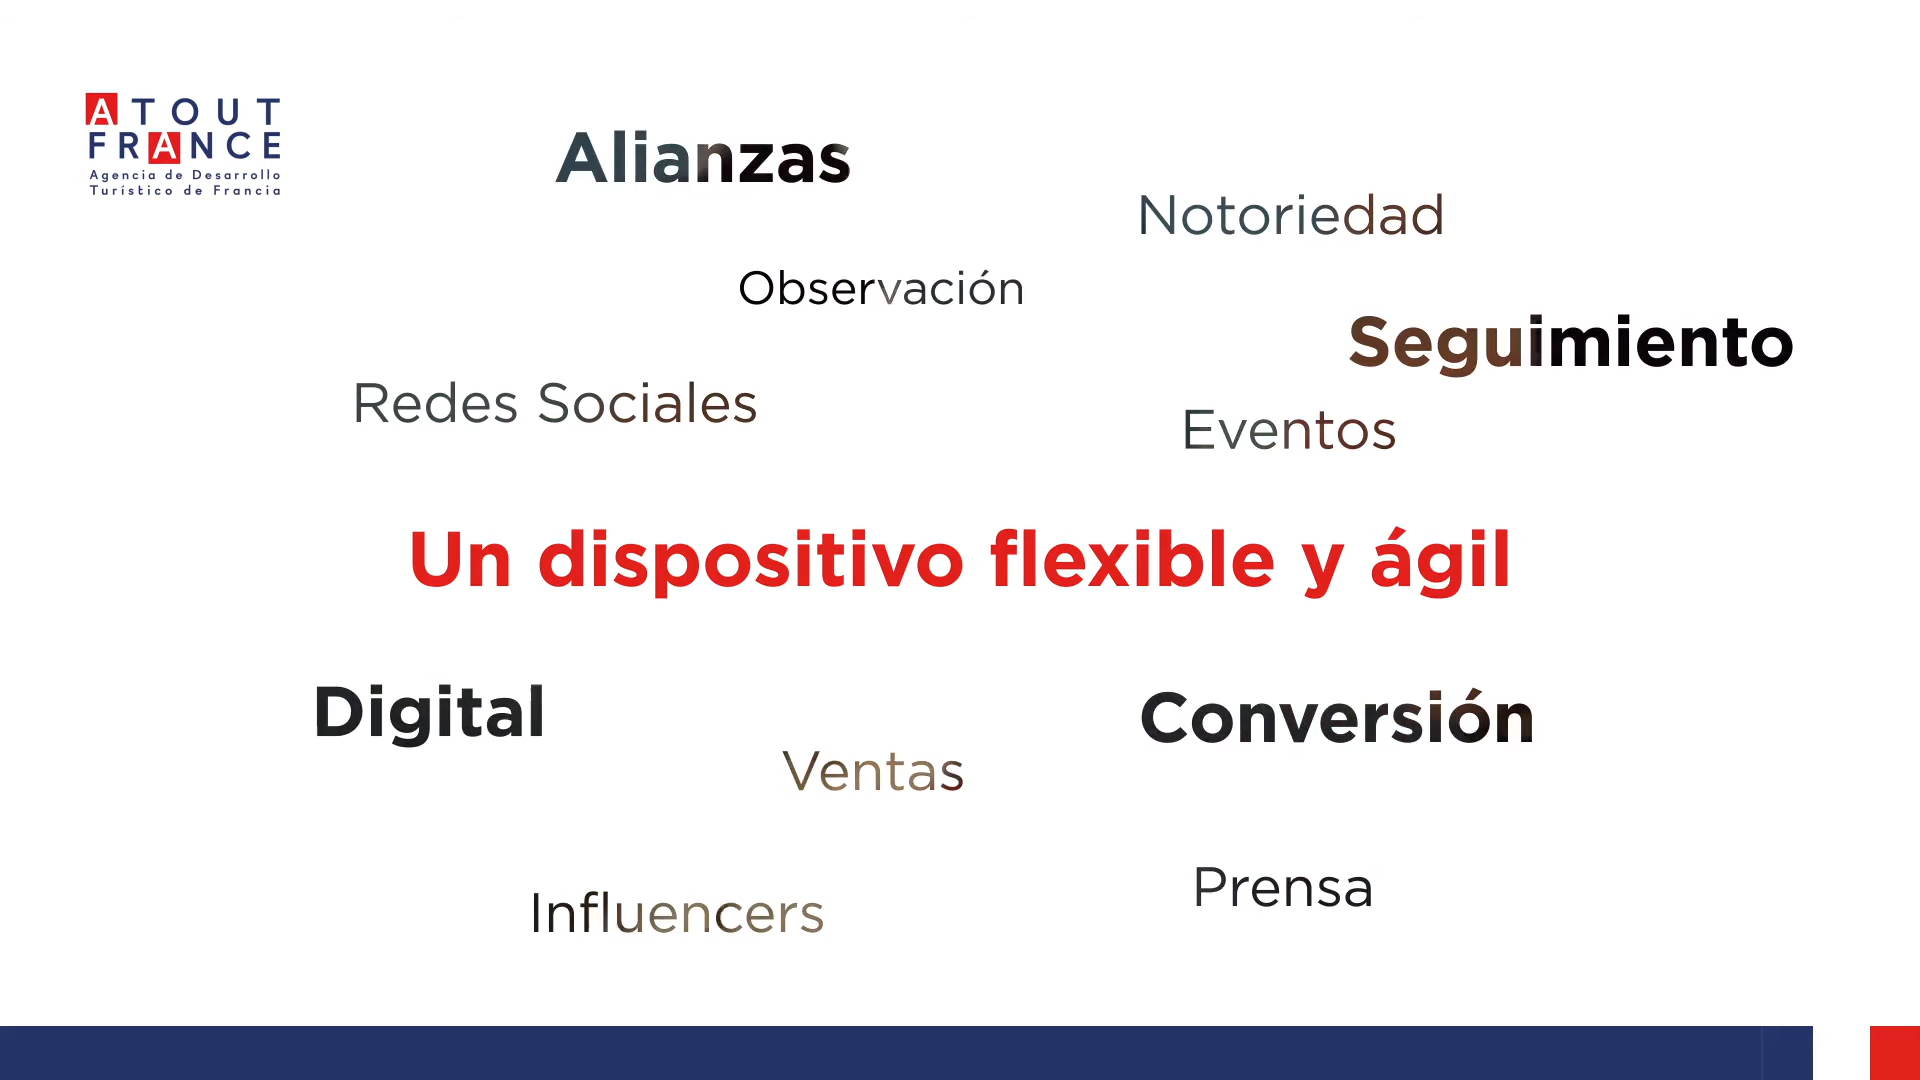 ATOUT
FRANCE
Agencia de Desarrollo
Turístico de Francia
Alianzas
Notoriedad
Observación
Seguimiento
Redes Sociales
Eventos
Un dispositivo flexible y ágil
Digital
Conversión
Ventas
Prensa
Influencers